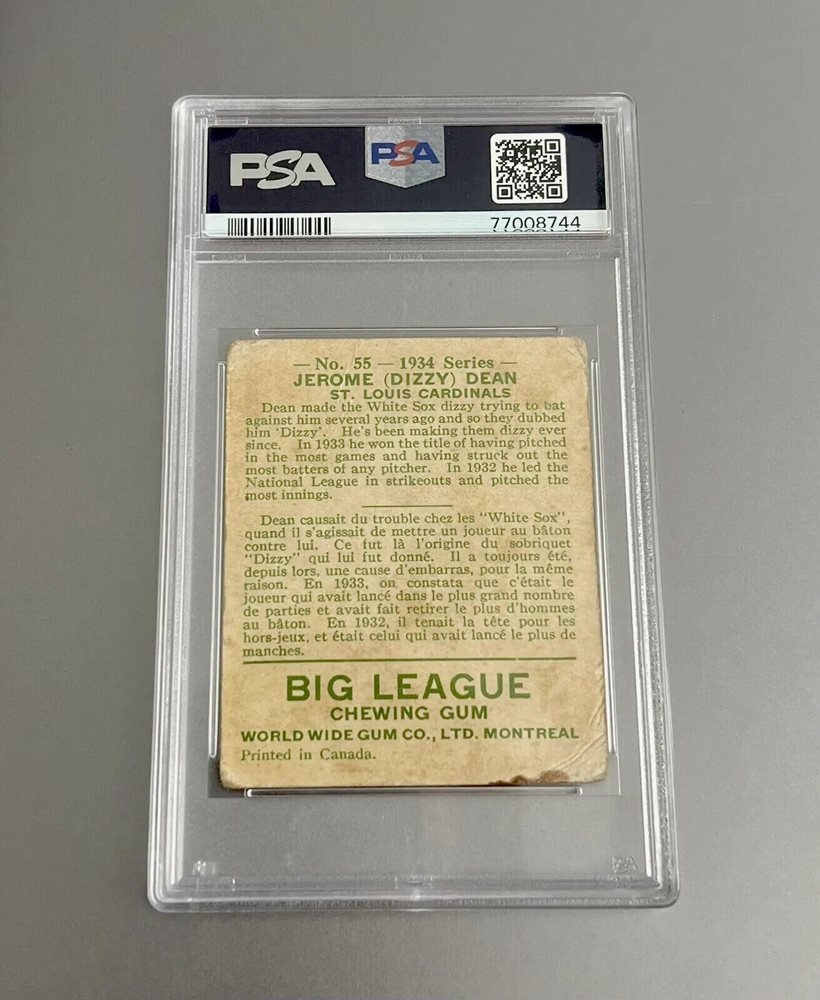 PSA
PSA
77008744
— No. 55 — 1934 Series —
JEROME (DIZZY) DEAN
ST. LOUIS CARDINALS
Dean made the White Sox dizzy trying to bat
against him several years ago and so they dubbed
him 'Dizzy'. He's been making them dizzy ever
since. In 1933 he won the title of having pitched
in the most games and having struck out the
most batters of any pitcher. In 1932 he led the
National League in strikeouts and pitched the
most innings.
Dean causait du trouble chez les "White Sox",
quand il s'agissait de mettre un joueur au bâton
contre lui. Ce fut là l'origine du sobriquet
"Dizzy" qui lui fut donné. Il a toujours été,
depuis lors, une cause d'embarras, pour la même
raison. En 1933, on constata que c'était le
joueur qui avait lancé dans le plus grand nombre
de parties et avait fait retirer le plus d'hommes
au bâton. En 1932, il tenait la tête pour les
hors-jeux, et était celui qui avait lancé le plus de
manches.
BIG LEAGUE
CHEWING GUM
WORLD WIDE GUM CO., LTD. MONTREAL
Printed in Canada.